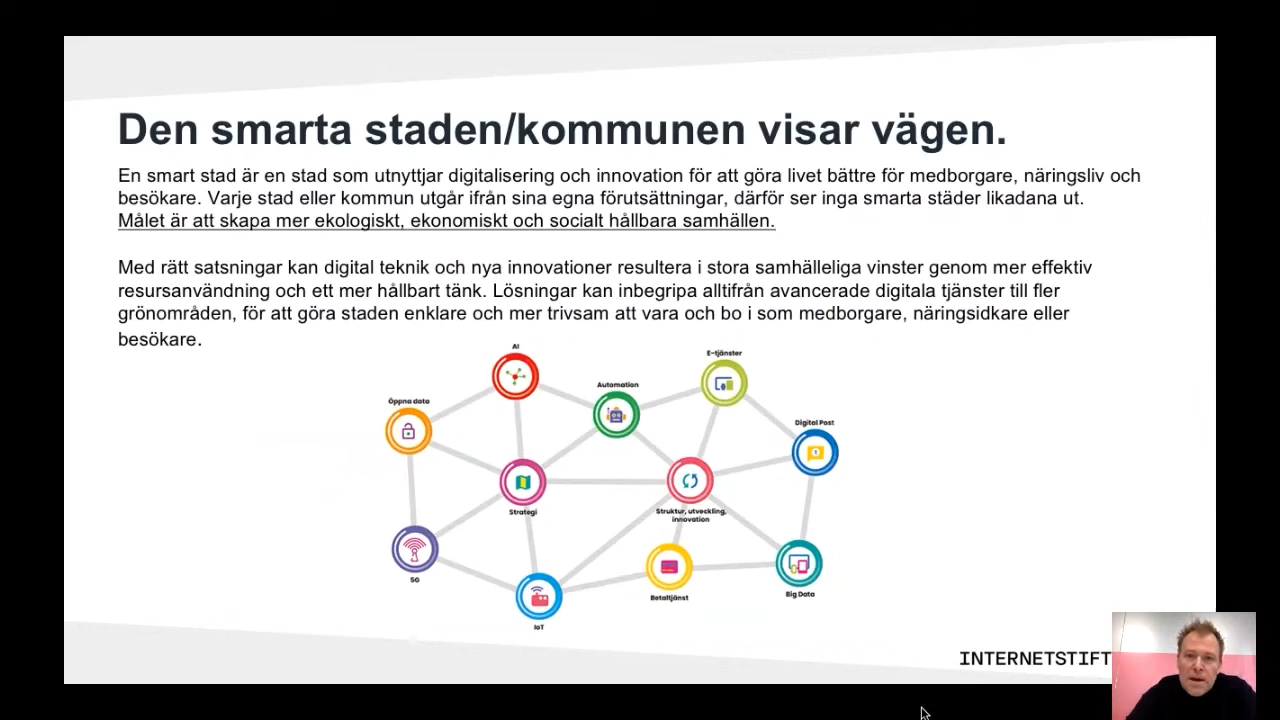 Den smarta staden/kommunen visar vägen.
En smart stad är en stad som utnyttjar digitalisering och innovation för att göra livet bättre för medborgare, näringsliv och
besökare. Varje stad eller kommun utgår ifrån sina egna förutsättningar, därför ser inga smarta städer likadana ut.
Målet är att skapa mer ekologiskt, ekonomiskt och socialt hållbara samhällen.
Med rätt satsningar kan digital teknik och nya innovationer resultera i stora samhälleliga vinster genom mer effektiv
resursanvändning och ett mer hållbart tänk. Lösningar kan inbegripa alltifrån avancerade digitala tjänster till fler
grönområden, för att göra staden enklare och mer trivsam att vara och bo i som medborgare, näringsidkare eller
besökare.
AI
E-tjänster
Automation
Öppna data
Digital Post
Strategi
Struktur, utveckling,
innovation
5G
Betaltjänst
Big Data
IoT
INTERNETSTIFT